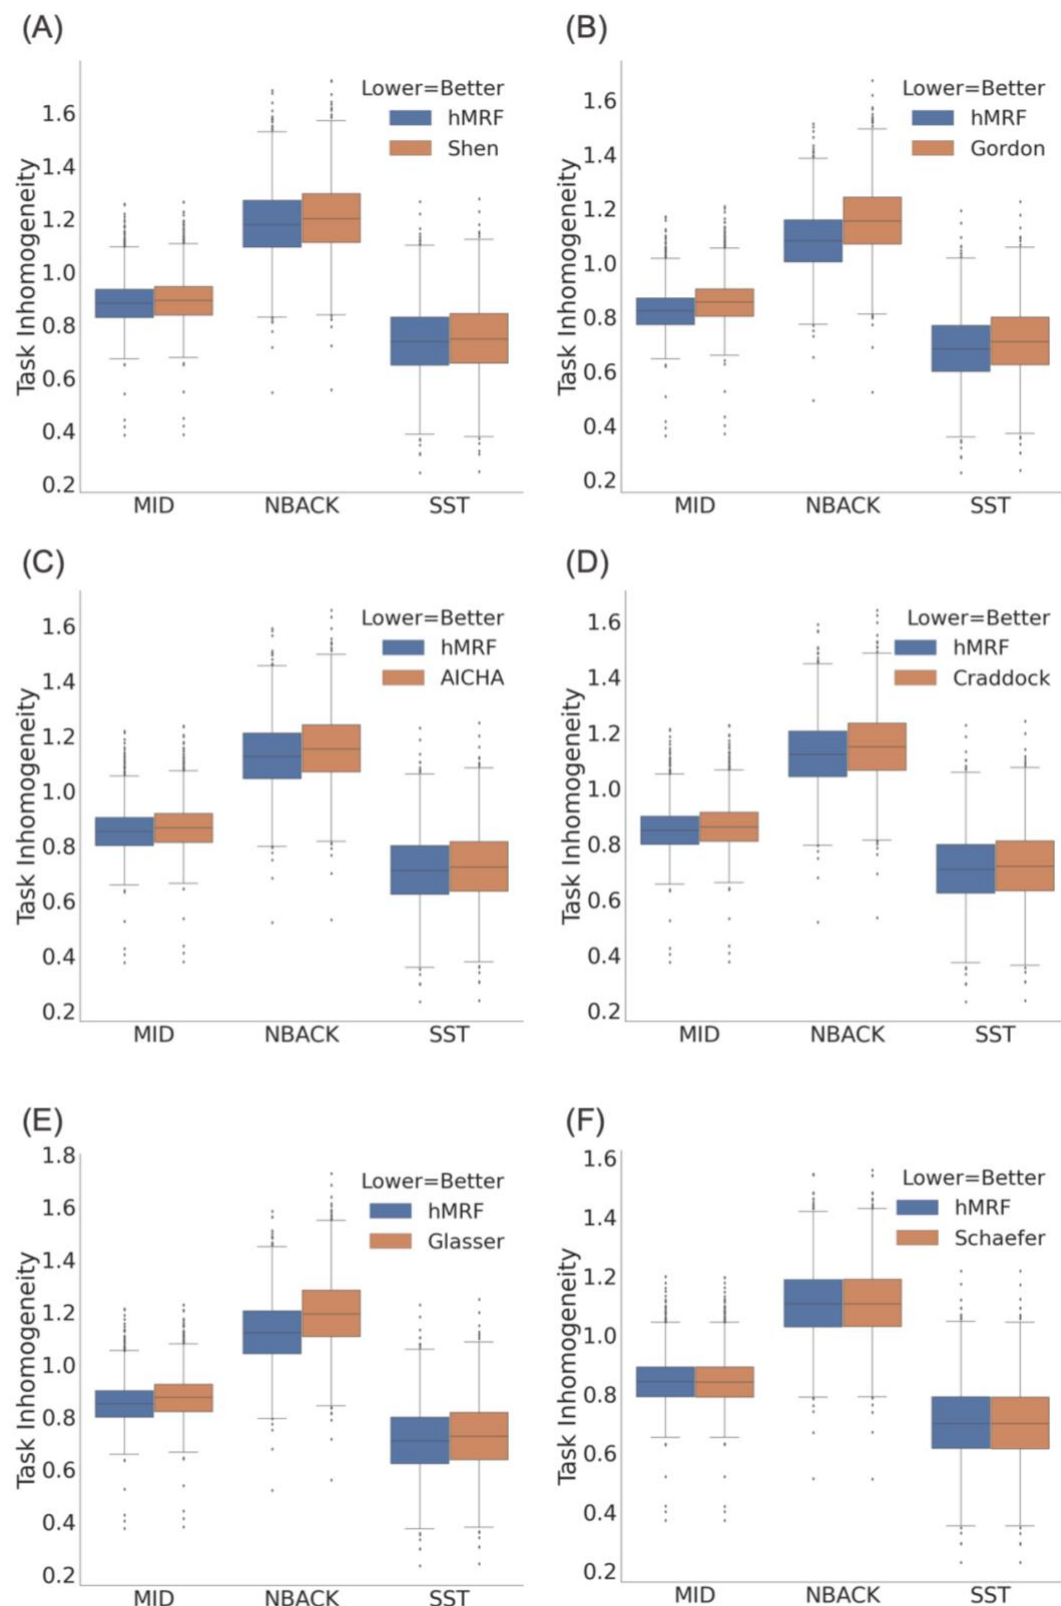 (A)
Task Inhomogeneity
1.6
1.4
1.2
1.0
0.8
0.6
0.4
0.2
Lower=Better
hMRF
Shen
MID NBACK SST
(B)
Task Inhomogeneity
1.6
1.4
1.2
1.0
0.8
0.6
0.4
0.2
Lower=Better
hMRF
Gordon
MID NBACK SST
(C)
Task Inhomogeneity
1.6
1.4
1.2
1.0
0.8
0.6
0.4
0.2
Lower=Better
hMRF
AICHA
MID NBACK SST
(D)
Task Inhomogeneity
1.6
1.4
1.2
1.0
0.8
0.6
0.4
0.2
Lower=Better
hMRF
Craddock
MID NBACK SST
(E)
Task Inhomogeneity
1.8
1.6
1.4
1.2
1.0
0.8
0.6
0.4
0.2
Lower=Better
hMRF
Glasser
MID NBACK SST
(F)
Task Inhomogeneity
1.6
1.4
1.2
1.0
0.8
0.6
0.4
0.2
Lower=Better
hMRF
Schaefer
MID NBACK SST